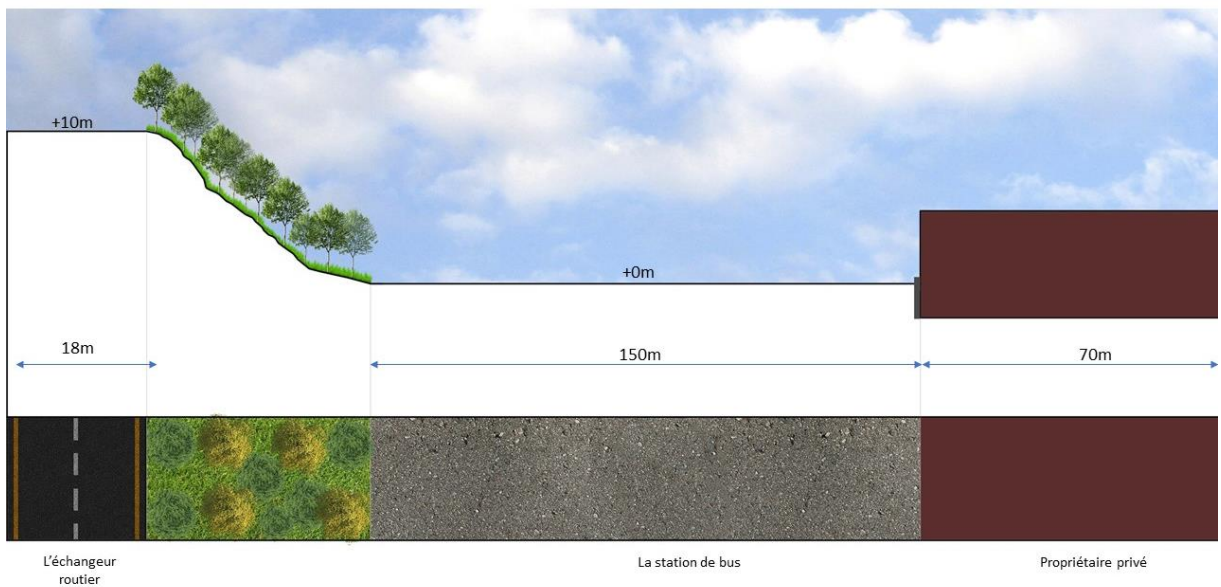 +10m
+0m
18m
150m
70m
L'échangeur
routier
La station de bus
Propriétaire privé